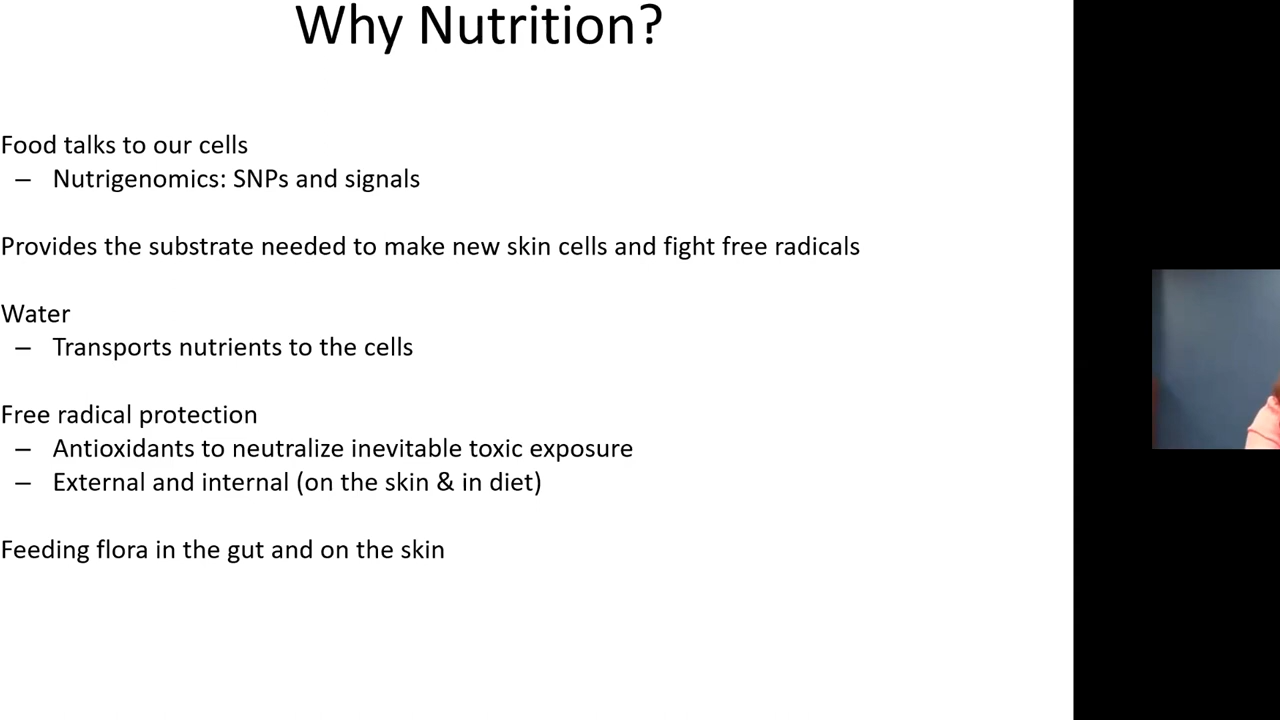 Why Nutrition?
Food talks to our cells
– Nutrigenomics: SNPs and signals
Provides the substrate needed to make new skin cells and fight free radicals
Water
– Transports nutrients to the cells
Free radical protection
– Antioxidants to neutralize inevitable toxic exposure
– External and internal (on the skin & in diet)
Feeding flora in the gut and on the skin